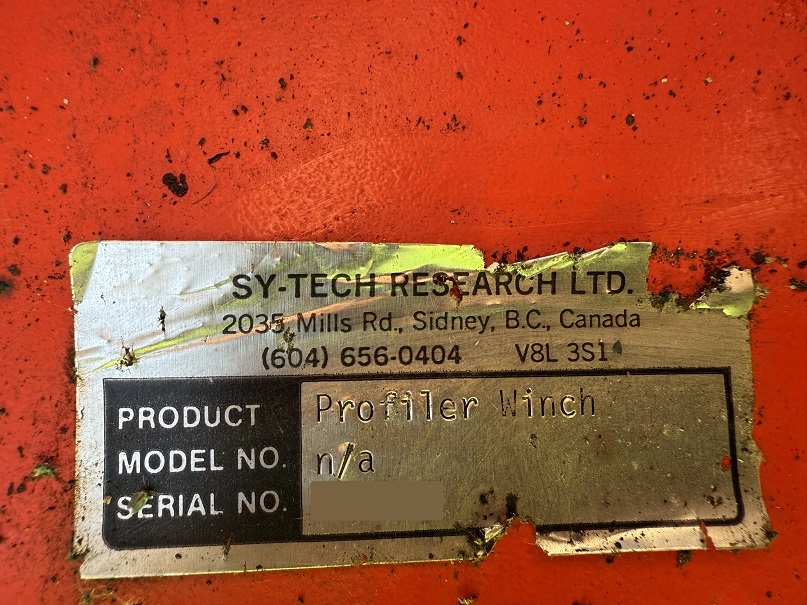 SY-TECH RESEARCH LTD.
2035, Mills Rd., Sidney, B.C., Canada
(604) 656-0404 V8L 3S1
PRODUCT Profiler Winch
MODEL NO. n/a
SERIAL NO.